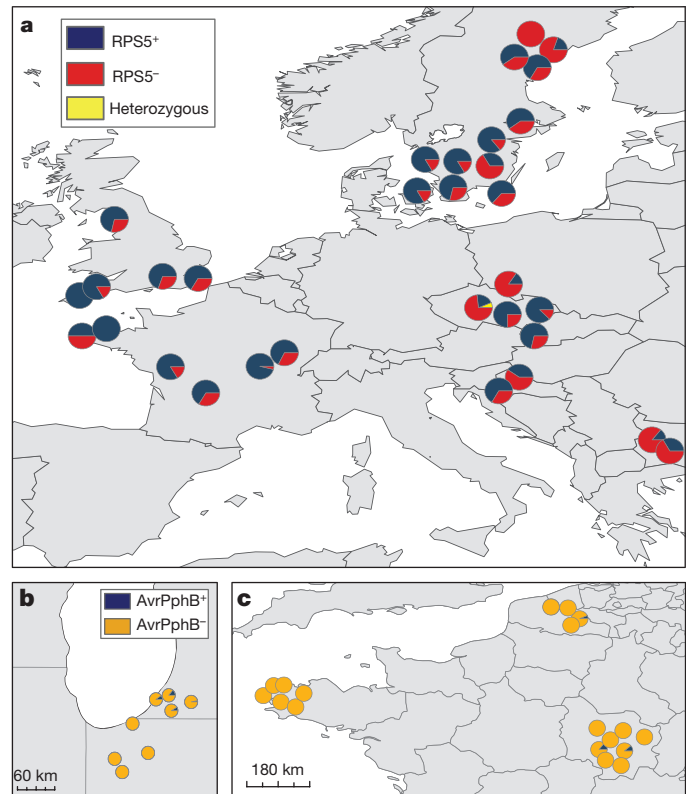 a
RPS5⁺
RPS5⁻
Heterozygous
b
AvrPphB⁺
AvrPphB⁻
60 km
c
180 km